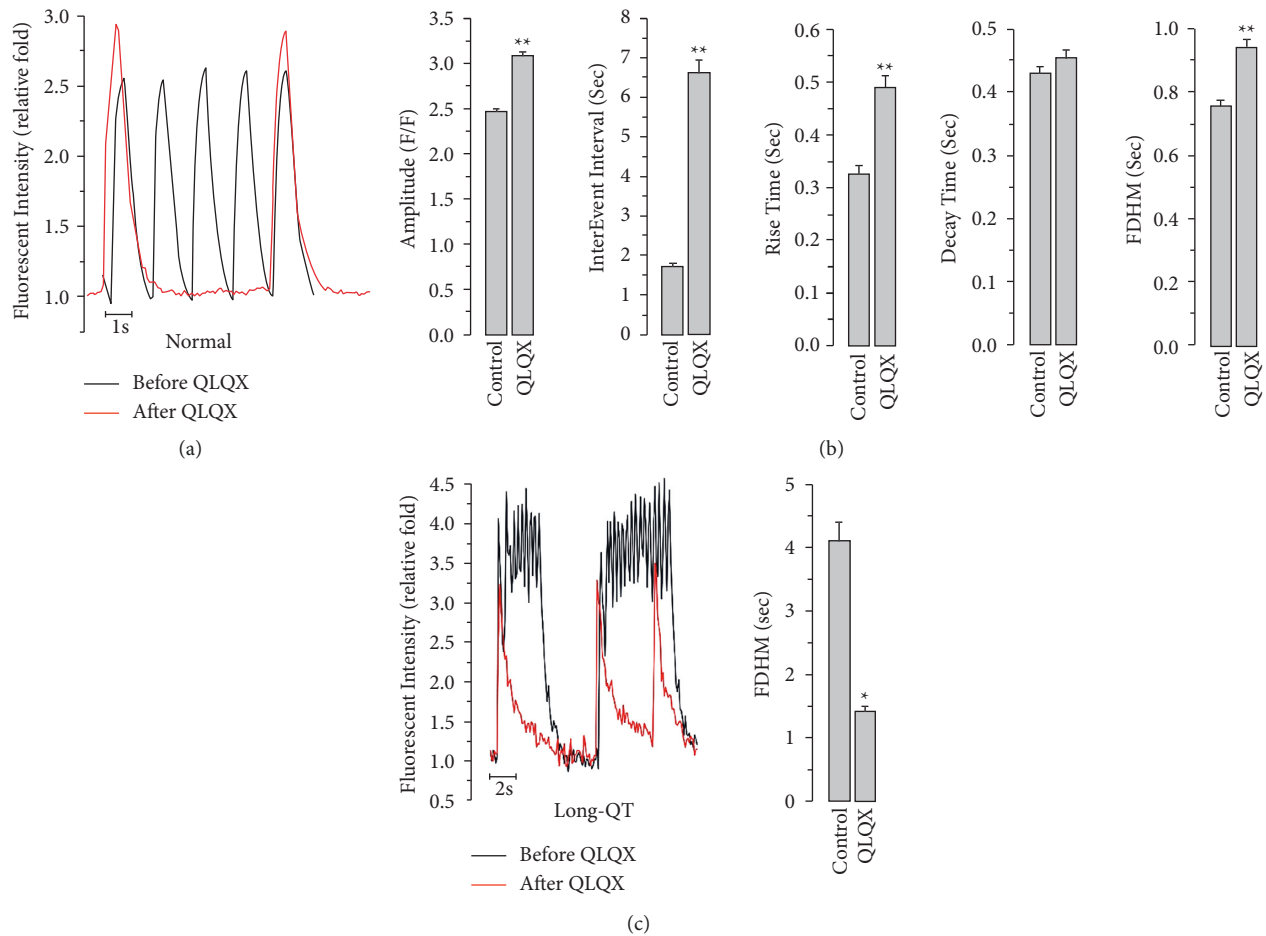 Fluorescent Intensity (relative fold)
3.0
2.5
2.0
1.5
1.0
1s
Normal
Before QLQX
After QLQX
(a)
Amplitude (F/F)
3.5
3.0
2.5
2.0
1.5
1.0
0.5
0.0
**
Control
QLQX
InterEvent Interval (Sec)
8
7
6
5
4
3
2
1
0
**
Control
QLQX
Rise Time (Sec)
0.6
0.5
0.4
0.3
0.2
0.1
0.0
**
Control
QLQX
Decay Time (Sec)
0.5
0.4
0.3
0.2
0.1
0.0
Control
QLQX
FDHM (Sec)
1.0
0.8
0.6
0.4
0.2
0.0
**
Control
QLQX
(b)
Fluorescent Intensity (relative fold)
4.5
4.0
3.5
3.0
2.5
2.0
1.5
1.0
0.5
2s
Long-QT
Before QLQX
After QLQX
FDHM (sec)
5
4
3
2
1
0
*
Control
QLQX
(c)